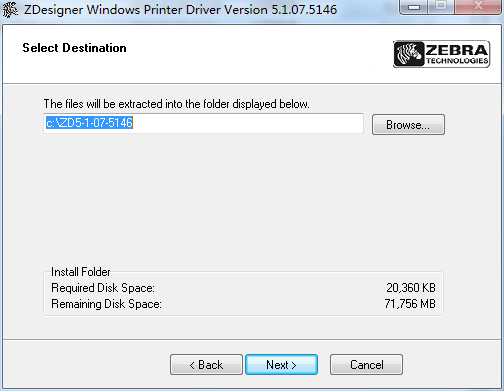 ZDesigner Windows Printer Driver Version 5.1.07.5146
Select Destination
ZEBRA
TECHNOLOGIES
The files will be extracted into the folder displayed below.
c:\ZD5-1-07-5146
Browse...
Install Folder
Required Disk Space: 20,360 KB
Remaining Disk Space: 71,756 MB
< Back Next > Cancel